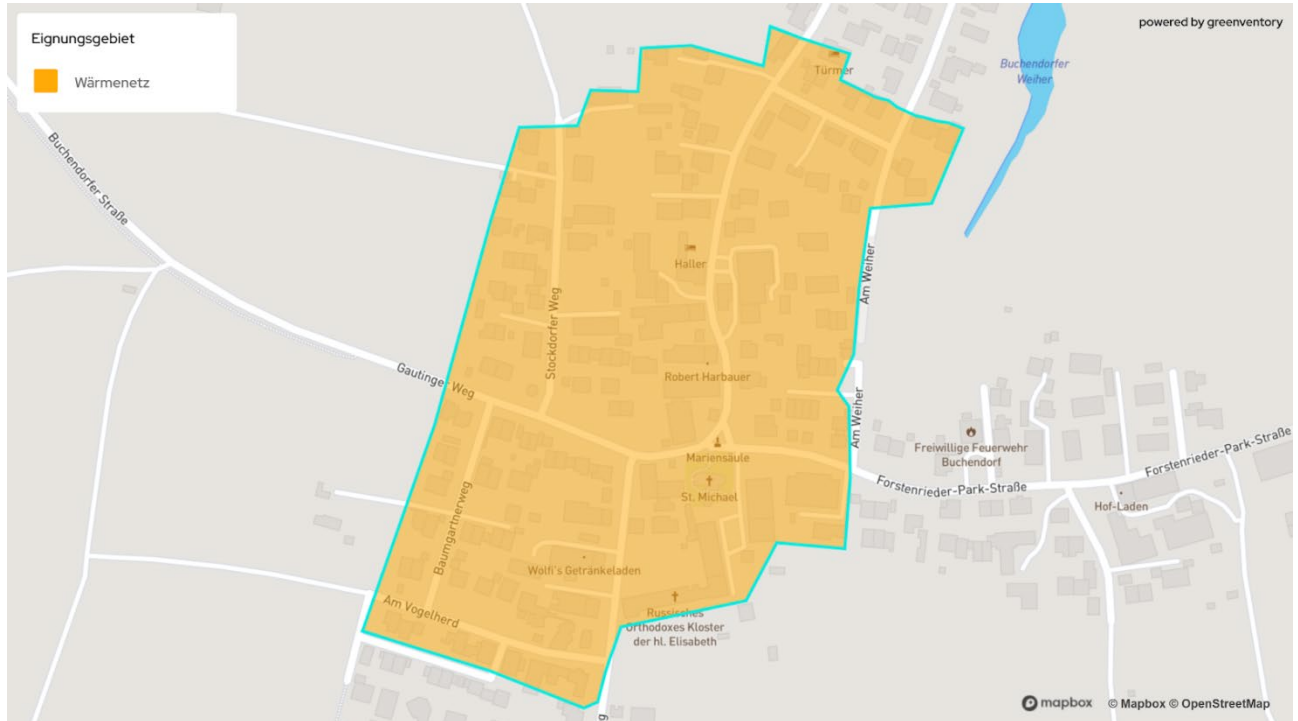 Eignungsgebiet
Wärmenetz
powered by greenventory
Türmer
Buchendorfer
Weiher
Buchendorfer Straße
Haller
Am Weiher
Stockdorfer Weg
Robert Harbauer
Gautinger Weg
Am Weiher
Mariensäule
St. Michael
Freiwillige Feuerwehr
Buchendorf
Forstenrieder-Park-Straße
Forstenrieder-Park-Straße
Hof-Laden
Baumgartnerweg
Wolfi's Getränkeladen
Am Vogelherd
Russisches
Orthodoxes Kloster
der hl. Elisabeth
mapbox
© Mapbox © OpenStreetMap